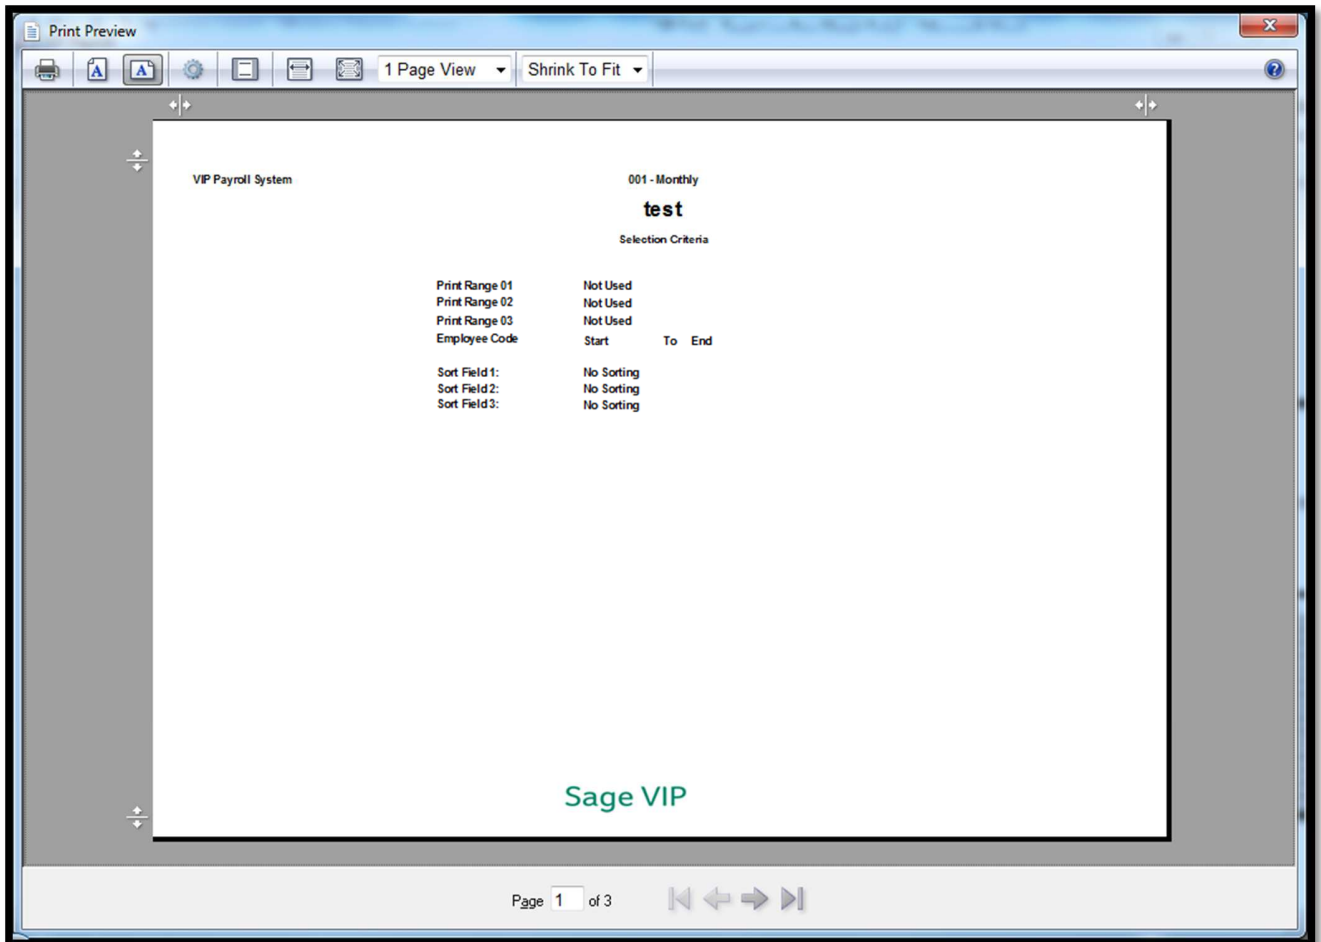 Print Preview
1 Page View Shrink To Fit
VIP Payroll System 001 - Monthly
test
Selection Criteria
Print Range 01 Not Used
Print Range 02 Not Used
Print Range 03 Not Used
Employee Code Start To End
Sort Field 1: No Sorting
Sort Field 2: No Sorting
Sort Field 3: No Sorting
Sage VIP
Page 1 of 3